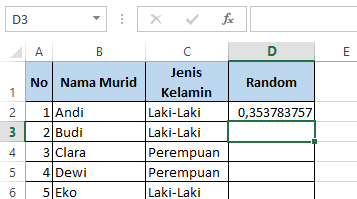 D3
A B C D E
1 No Nama Murid Jenis Kelamin Random
2 1 Andi Laki-Laki 0,353783757
3 2 Budi Laki-Laki
4 3 Clara Perempuan
5 4 Dewi Perempuan
6 5 Eko Laki-Laki